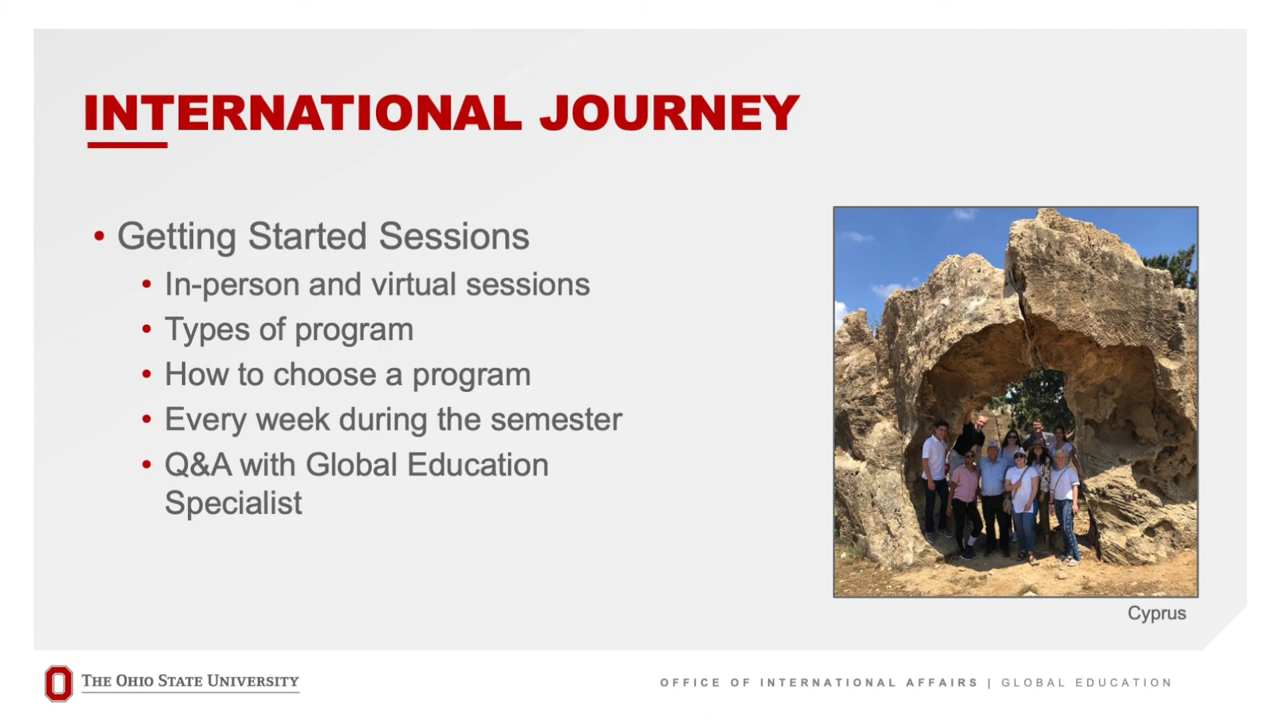 INTERNATIONAL JOURNEY
• Getting Started Sessions
• In-person and virtual sessions
• Types of program
• How to choose a program
• Every week during the semester
• Q&A with Global Education
Specialist
Cyprus
THE OHIO STATE UNIVERSITY
OFFICE OF INTERNATIONAL AFFAIRS | GLOBAL EDUCATION